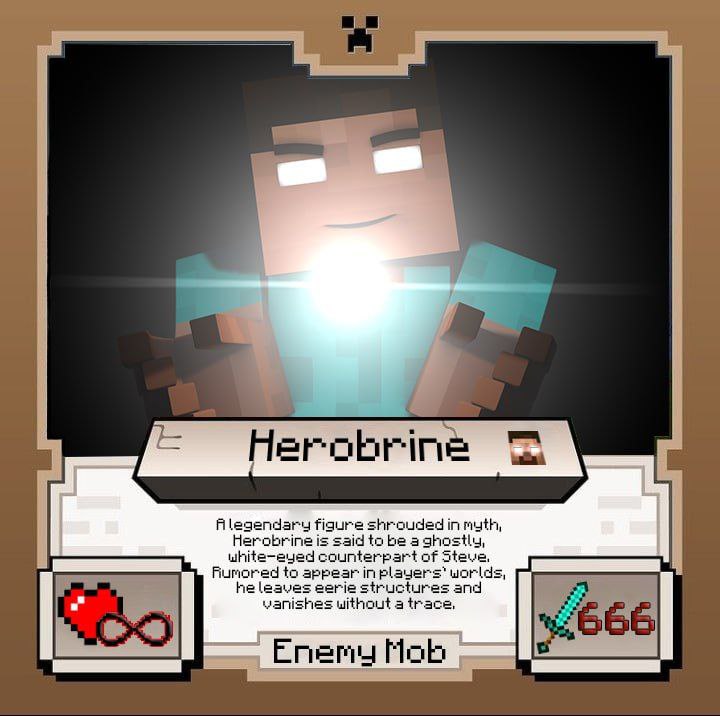 Herobrine
A legendary figure shrouded in myth,
Herobrine is said to be a ghostly,
white-eyed counterpart of Steve.
Rumored to appear in players' worlds,
he leaves eerie structures and
vanishes without a trace.
∞
666
Enemy Mob